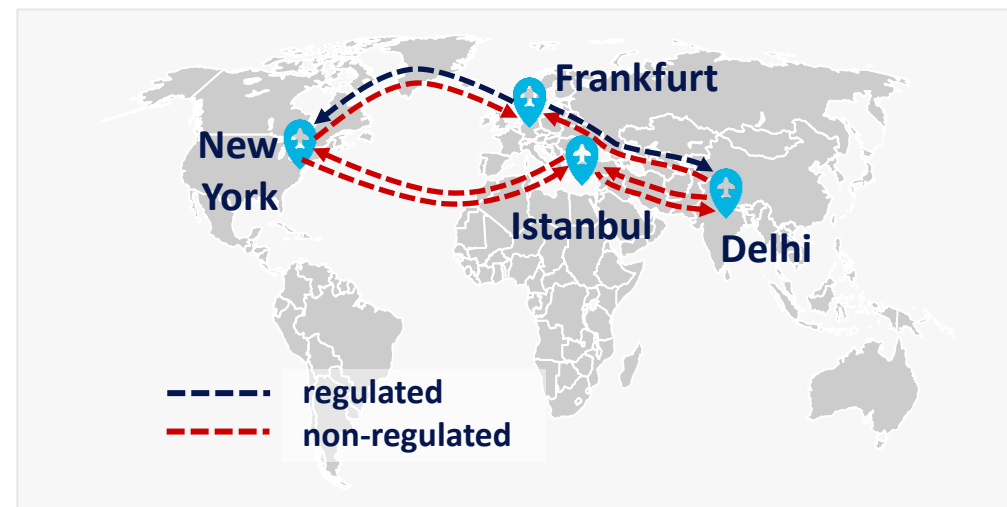 Frankfurt
New
York
Istanbul
Delhi
regulated
non-regulated